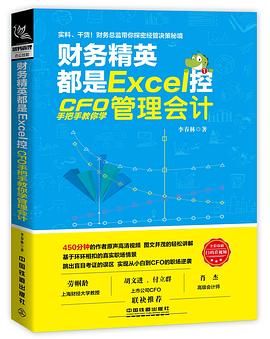 实料、干货！财务总监带你探密经管决策秘境
财务精英
都是Excel控
CFO
手把手教你学
管理会计
李春林 著
450分钟的作者原声高清视频 图文并茂的轻松讲解
基于环环相扣的真实职场情景
跳出盲目考证的误区 实现从小白到CFO的职场逆袭
劳帼龄
上海财经大学教授
胡文进，付立群
上市公司CFO
肖杰
高级会计师
联袂推荐
中国铁道出版社
财务精英都是Excel控
CFO手把手教你学管理会计
李春林 著
中国铁道出版社